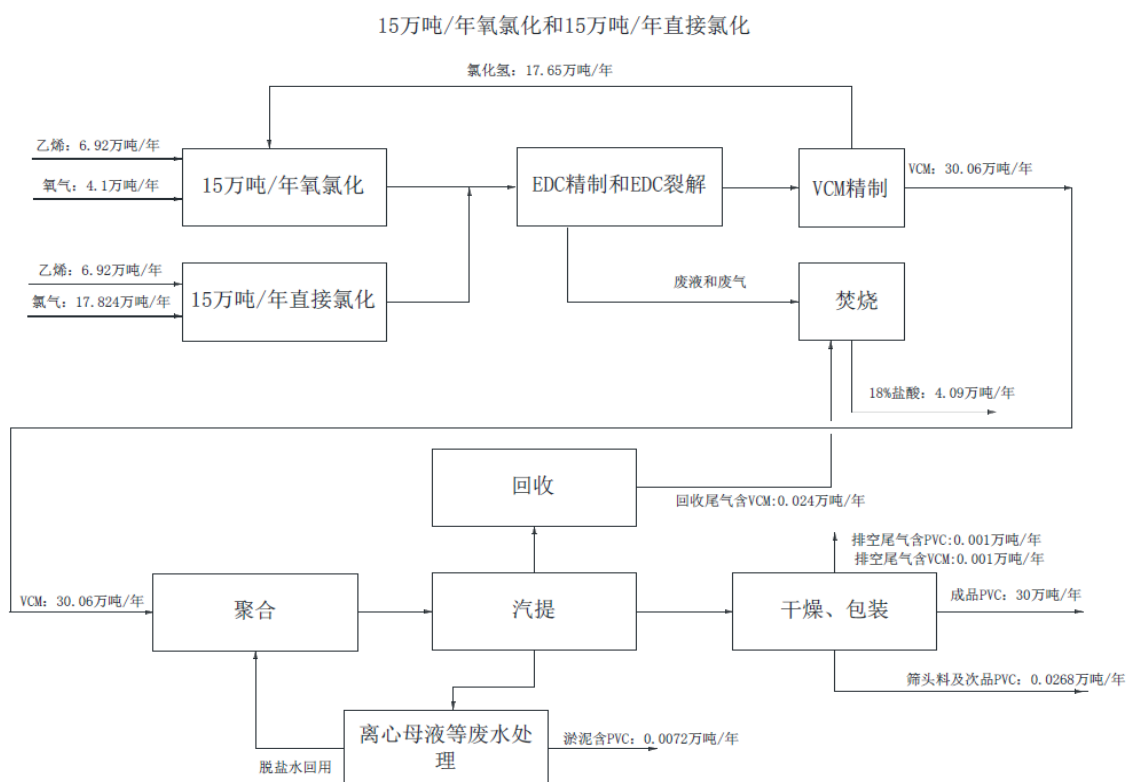 15万吨/年氧氯化和15万吨/年直接氯化
氯化氢：17.65万吨/年
乙烯：6.92万吨/年
氧气：4.1万吨/年
15万吨/年氧氯化
EDC精制和EDC裂解
VCM精制
VCM：30.06万吨/年
乙烯：6.92万吨/年
氯气：17.824万吨/年
15万吨/年直接氯化
废液和废气
焚烧
18%盐酸：4.09万吨/年
回收
回收尾气含VCM:0.024万吨/年
排空尾气含PVC:0.001万吨/年
排空尾气含VCM:0.001万吨/年
VCM：30.06万吨/年
聚合
汽提
干燥、包装
成品PVC：30万吨/年
筛头料及次品PVC：0.0268万吨/年
离心母液等废水处
理
淤泥含PVC：0.0072万吨/年
脱盐水回用